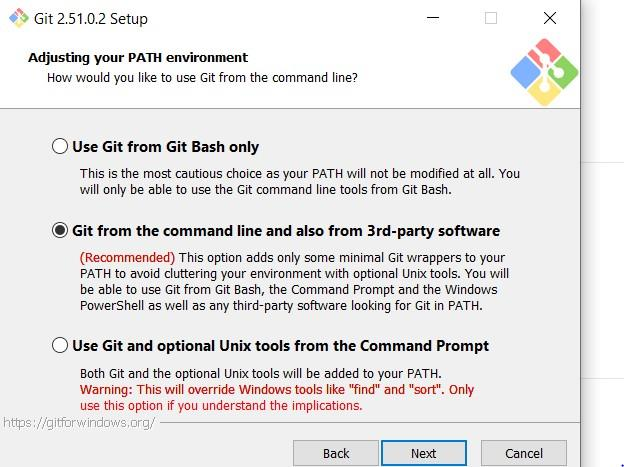 Git 2.51.0.2 Setup
Adjusting your PATH environment
How would you like to use Git from the command line?
Use Git from Git Bash only
This is the most cautious choice as your PATH will not be modified at all. You
will only be able to use the Git command line tools from Git Bash.
Git from the command line and also from 3rd-party software
(Recommended) This option adds only some minimal Git wrappers to your
PATH to avoid cluttering your environment with optional Unix tools. You will
be able to use Git from Git Bash, the Command Prompt and the Windows
PowerShell as well as any third-party software looking for Git in PATH.
Use Git and optional Unix tools from the Command Prompt
Both Git and the optional Unix tools will be added to your PATH.
Warning: This will override Windows tools like "find" and "sort". Only
use this option if you understand the implications.
https://gitforwindows.org/
Back Next Cancel